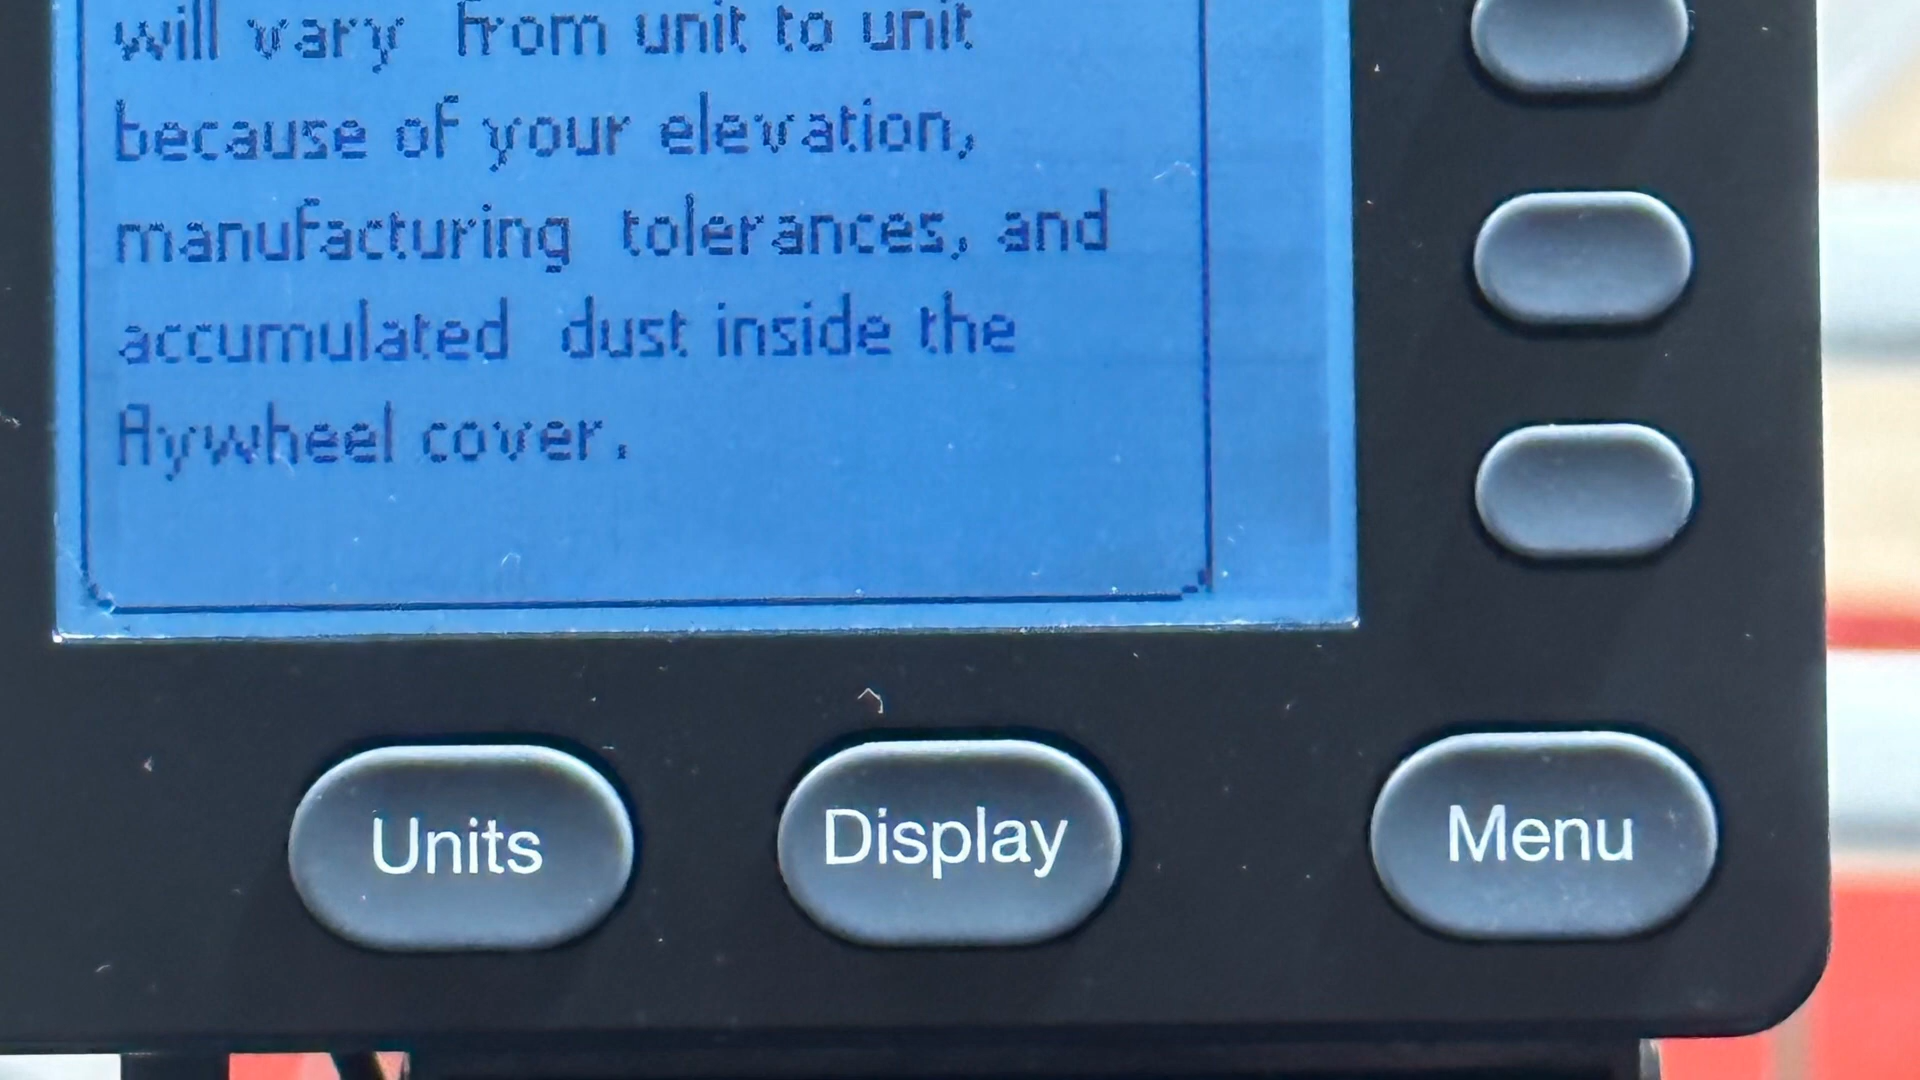 will vary from unit to unit
because of your elevation,
manufacturing tolerances, and
accumulated dust inside the
flywheel cover.
Units
Display
Menu